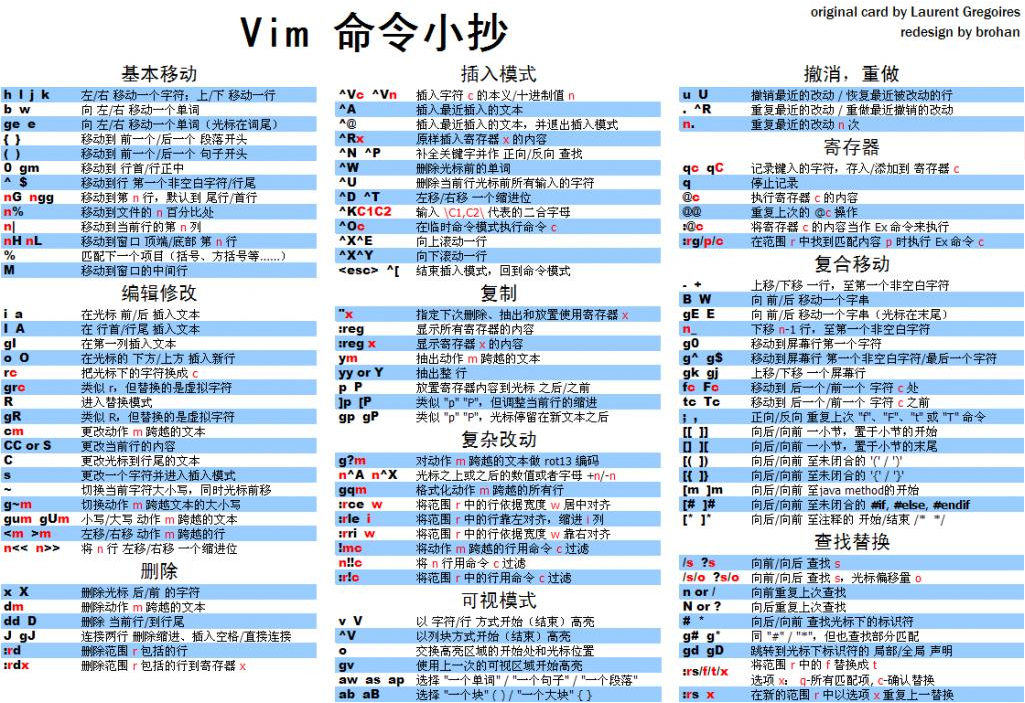 Vim 命令小抄
original card by Laurent Gregoires
redesign by brohan
基本移动
h l j k 左/右 移动一个字符；上/下 移动一行
b w 向 左/右 移动一个单词
ge e 向 左/右 移动一个单词（光标在词尾）
{ } 移动到 前一个/后一个 段落开头
( ) 移动到 前一个/后一个 句子开头
0 gm 移动到 行首/行正中
^ $ 移动到行 第一个非空白字符/行尾
nG ngg 移动到第 n 行，默认到 尾行/首行
n% 移动到文件的 n 百分比处
n| 移动到当前行的第 n 列
nH nL 移动到窗口 顶端/底部 第 n 行
% 匹配下一个项目（括号、方括号等......）
M 移动到窗口的中间行
编辑修改
i a 在光标 前/后 插入文本
I A 在 行首/行尾 插入文本
gI 在第一列插入文本
o O 在光标的 下方/上方 插入新行
rc 把光标下的字符换成 c
grc 类似 r，但替换的是虚拟字符
R 进入替换模式
gR 类似 R，但替换的是虚拟字符
cm 更改动作 m 跨越的文本
CC or S 更改当前行的内容
C 更改光标到行尾的文本
s 更改一个字符并进入插入模式
~ 切换当前字符大小写，同时光标前移
g~m 切换动作 m 跨越文本的大小写
gum gUm 小写/大写 动作 m 跨越的文本
<m >m 左移/右移 动作 m 跨越的行
n<< n>> 将 n 行 左移/右移 一个缩进位
删除
x X 删除光标 后/前 的字符
dm 删除动作 m 跨越的文本
dd D 删除 当前行/到行尾
J gJ 连接两行 删除缩进、插入空格/直接连接
:rd 删除范围 r 包括的行
:rdx 删除范围 r 包括的行到寄存器 x
插入模式
^Vc ^Vn 插入字符 c 的本义/十进制值 n
^A 插入最近插入的文本
^@ 插入最近插入的文本，并退出插入模式
^Rx 原样插入寄存器 x 的内容
^N ^P 补全关键字并作 正向/反向 查找
^W 删除光标前的单词
^U 删除当前行光标前所有输入的字符
^D ^T 左移/右移 一个缩进位
^KC1C2 输入 \C1,C2\ 代表的二合字母
^Oc 在临时命令模式执行命令 c
^X^E 向上滚动一行
^X^Y 向下滚动一行
<esc> ^[ 结束插入模式，回到命令模式
复制
"x 指定下次删除、抽出和放置使用寄存器 x
:reg 显示所有寄存器的内容
:reg x 显示寄存器 x 的内容
ym 抽出动作 m 跨越的文本
yy or Y 抽出整 行
p P 放置寄存器内容到光标 之后/之前
]p [P 类似 "p" "P"，但调整当前行的缩进
gp gP 类似 "p" "P"，光标停留在新文本之后
复杂改动
g?m 对动作 m 跨越的文本做 rot13 编码
n^A n^X 光标之上或之后的数值或者字母 +n/-n
gqm 格式化动作 m 跨越的所有行
:rce w 将范围 r 中的行依据宽度 w 居中对齐
:rle i 将范围 r 中的行靠左对齐，缩进 i 列
:rri w 将范围 r 中的行依据宽度 w 靠右对齐
!mc 将动作 m 跨越的行用命令 c 过滤
n!!c 将 n 行用命令 c 过滤
:r!c 将范围 r 中的行用命令 c 过滤
可视模式
v V 以 字符/行 方式开始（结束）高亮
^V 以列块方式开始（结束）高亮
o 交换高亮区域的开始处和光标位置
gv 使用上一次的可视区域开始高亮
aw as ap 选择 "一个单词" / "一个句子" / "一个段落"
ab aB 选择 "一个块" ( ) / "一个大块" { }
撤消，重做
u U 撤销最近的改动 / 恢复最近被改动的行
. ^R 重复最近的改动 / 重做最近撤销的改动
n. 重复最近的改动 n 次
寄存器
qc qC 记录键入的字符，存入/添加到 寄存器 c
q 停止记录
@c 执行寄存器 c 的内容
@@ 重复上次的 @c 操作
:@c 将寄存器 c 的内容当作 Ex 命令来执行
:rg/p/c 在范围 r 中找到匹配内容 p 时执行 Ex 命令 c
复合移动
- + 上移/下移 一行，至第一个非空白字符
B W 向 前/后 移动一个字串
gE E 向 前/后 移动一个字串（光标在末尾）
n_ 下移 n-1 行，至第一个非空白字符
g0 移动到屏幕行第一个字符
g^ g$ 移动到屏幕行 第一个非空白字符/最后一个字符
gk gj 上移/下移 一个屏幕行
fc Fc 移动到 后一个/前一个 字符 c 处
tc Tc 移动到 后一个/前一个 字符 c 之前
; , 正向/反向 重复上次 "f"、"F"、"t" 或 "T" 命令
[[ ]] 向后/向前 一小节，置于小节的开始
[] ][ 向后/向前 一小节，置于小节的末尾
[( ]) 向后/向前 至未闭合的 '(' / ')'
[{ ]} 向后/向前 至未闭合的 '{' / '}'
[m ]m 向后/向前 至java method的开始
[# ]# 向后/向前 至未闭合的 #if, #else, #endif
[* ]* 向后/向前 至注释的 开始/结束 /* */
查找替换
/s ?s 向前/向后 查找 s
/s/o ?s/o 向前/向后 查找 s，光标偏移量 o
n or / 向前重复上次查找
N or ? 向后重复上次查找
# * 向后/向前 查找光标下的标识符
g# g* 同 "#" / "*"，但也查找部分匹配
gd gD 跳转到光标下标识符的 局部/全局 声明
:rs/f/t/x 将范围 r 中的 f 替换成 t
选项 x： g-所有匹配项, c-确认替换
:rs x 在新的范围 r 中以选项 x 重复上一替换